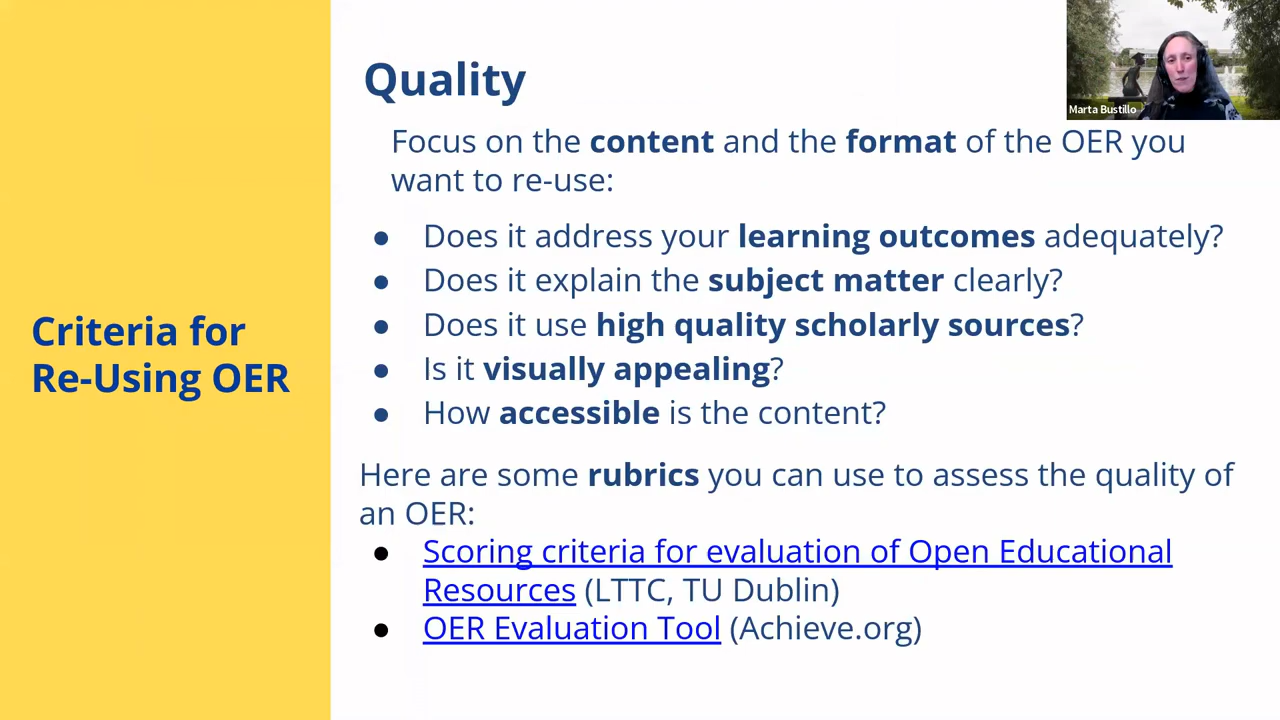 Marta Bustillo
Quality
Focus on the content and the format of the OER you
want to re-use:
● Does it address your learning outcomes adequately?
● Does it explain the subject matter clearly?
● Does it use high quality scholarly sources?
● Is it visually appealing?
● How accessible is the content?
Criteria for
Re-Using OER
Here are some rubrics you can use to assess the quality of
an OER:
● Scoring criteria for evaluation of Open Educational
Resources (LTTC, TU Dublin)
● OER Evaluation Tool (Achieve.org)